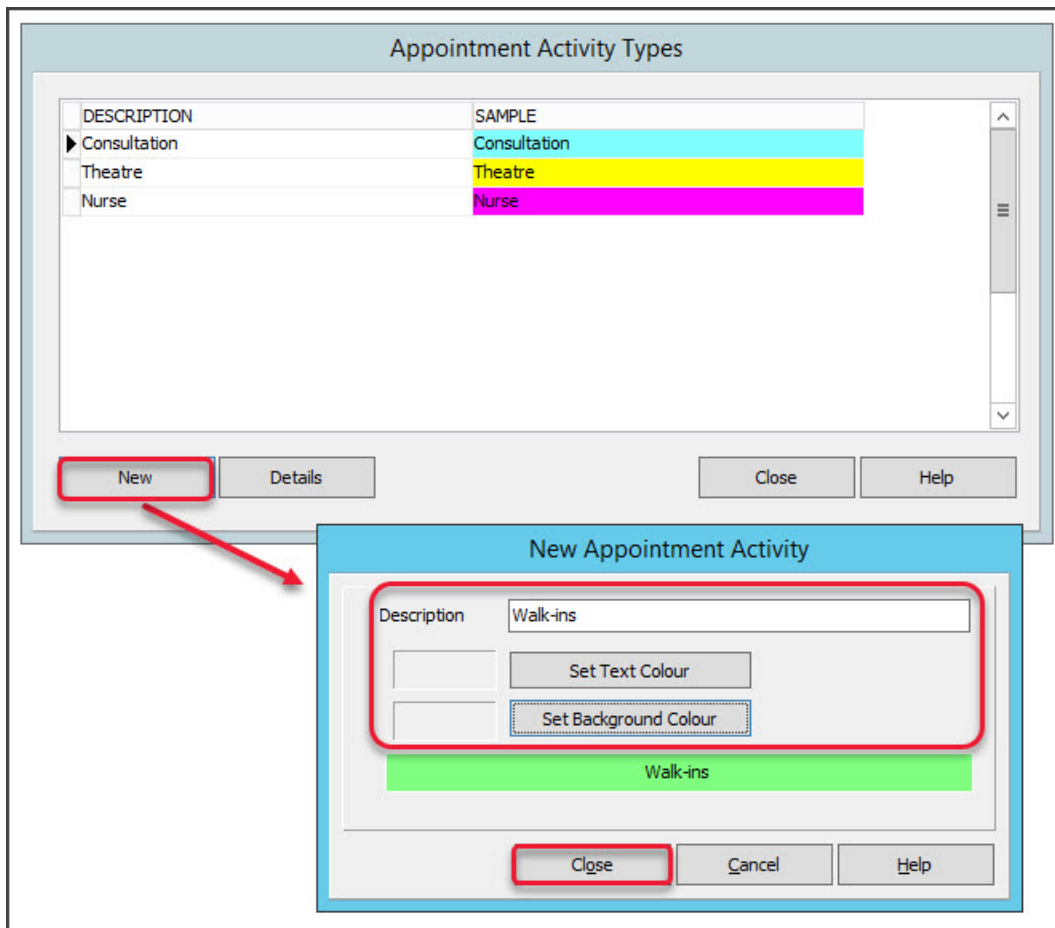 Appointment Activity Types
DESCRIPTION SAMPLE
Consultation Consultation
Theatre Theatre
Nurse Nurse
New Details Close Help
New Appointment Activity
Description Walk-ins
Set Text Colour
Set Background Colour
Walk-ins
Close Cancel Help